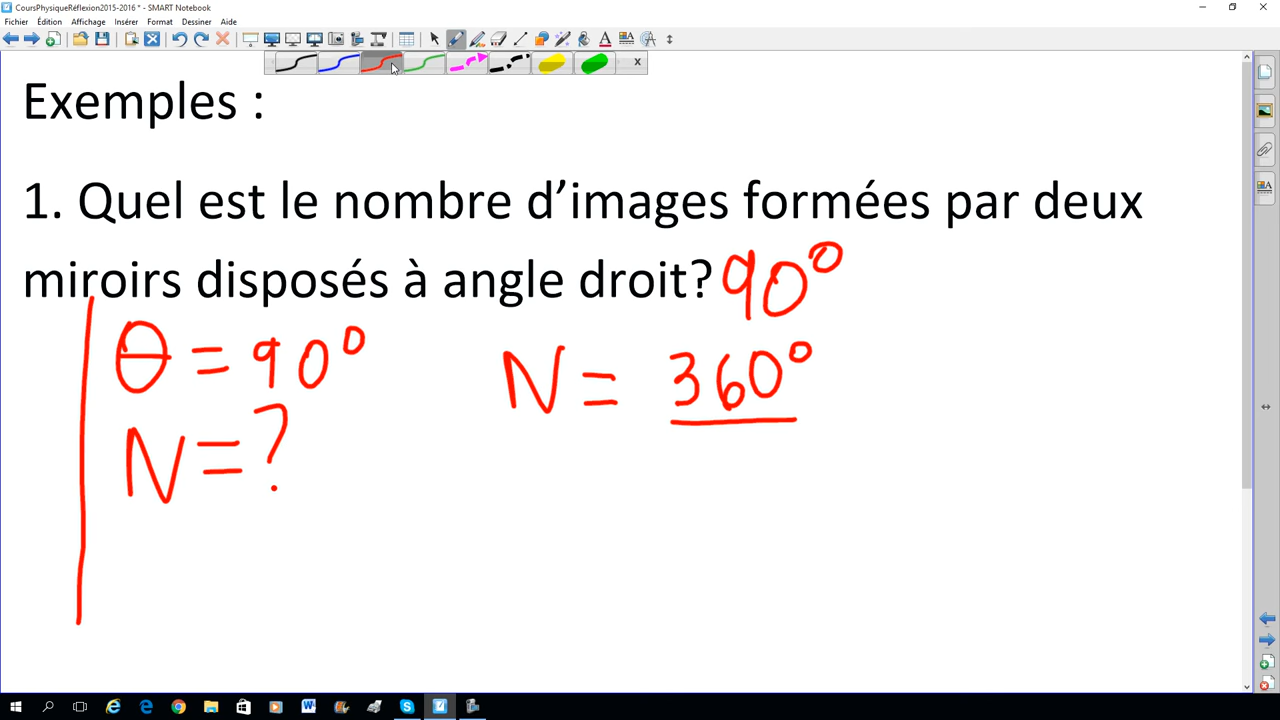 CoursPhysiqueRéflexion2015-2016 * - SMART Notebook
Fichier Édition Affichage Insérer Format Dessiner Aide
Exemples :
1. Quel est le nombre d’images formées par deux
miroirs disposés à angle droit? 90°
θ = 90° N = 360°
N = ?